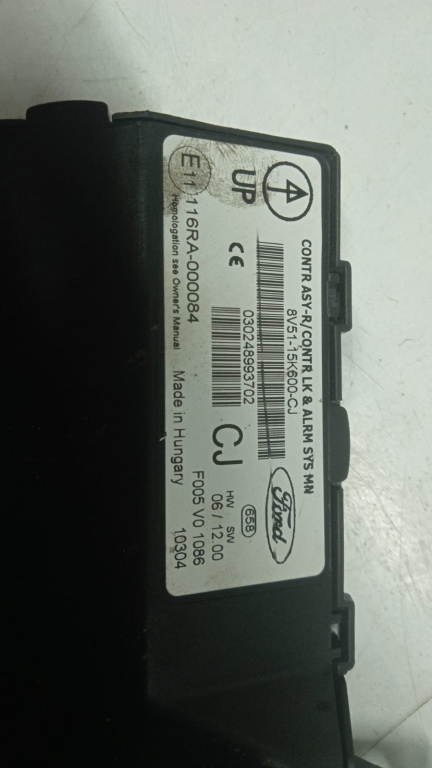 CONTR ASY-R/CONTR LK & ALRM SYS MN
8V51-15K600-CJ
Ford
UP
030248993702
658
CE
CJ
HW SW
06 / 12.00
E11 116RA-000084
F005 V0 1086
Homologation see Owner's Manual
Made in Hungary
10304